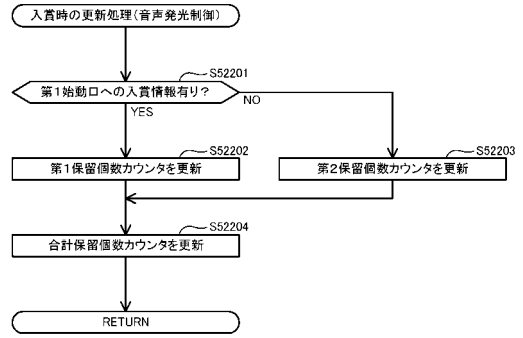 入賞時の更新処理(音声発光制御)
S52201
第1始動口への入賞情報有り?
NO
YES
S52202
第1保留個数カウンタを更新
S52203
第2保留個数カウンタを更新
S52204
合計保留個数カウンタを更新
RETURN